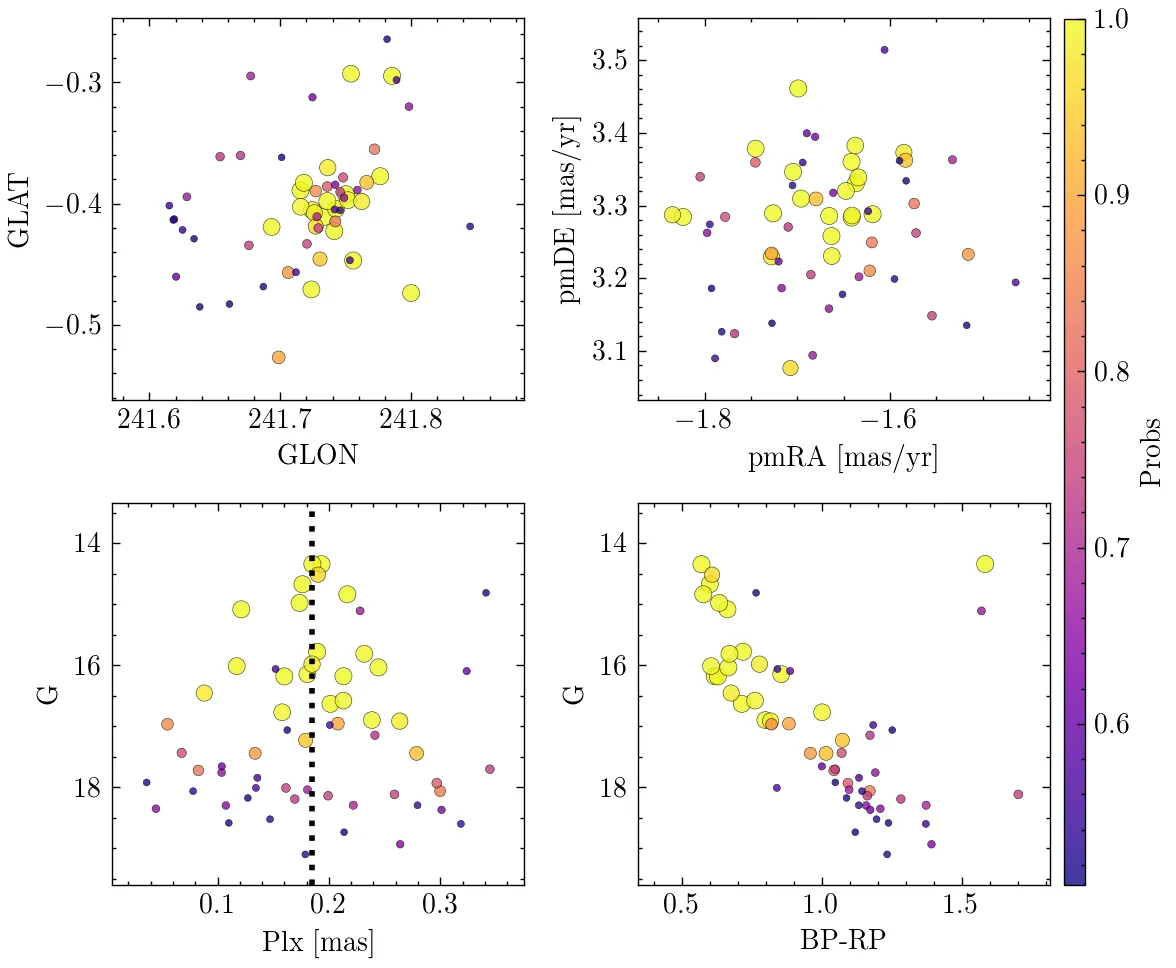 −0.3
−0.4
−0.5
GLAT
241.6 241.7 241.8
GLON
3.5
3.4
3.3
3.2
3.1
pmDE [mas/yr]
−1.8 −1.6
pmRA [mas/yr]
14
16
18
G
0.1 0.2 0.3
Plx [mas]
14
16
18
G
0.5 1.0 1.5
BP-RP
1.0
0.9
0.8
0.7
0.6
Probs